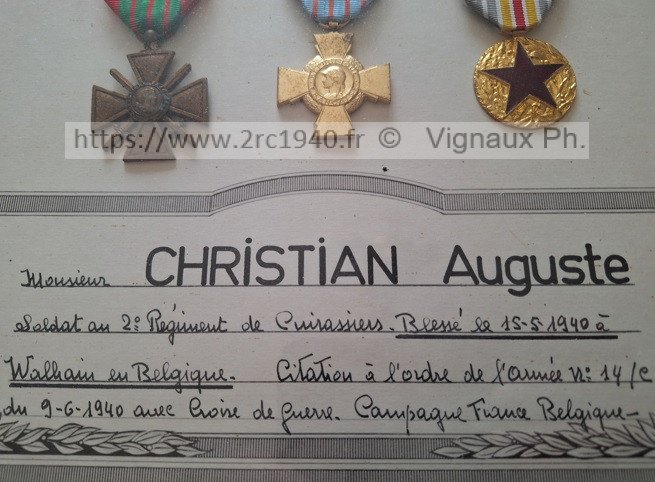 https://www.2rc1940.fr © Vignaux Ph.
Monsieur CHRiSTiAN Auguste
Soldat au 2º Régiment de Cuirassiers. Blessé le 15-5-1940 à
Walhain en Belgique. Citation à l'ordre de l'armée nº 14/C
du 9-6-1940 avec Croix de Guerre. Campagne France Belgique-